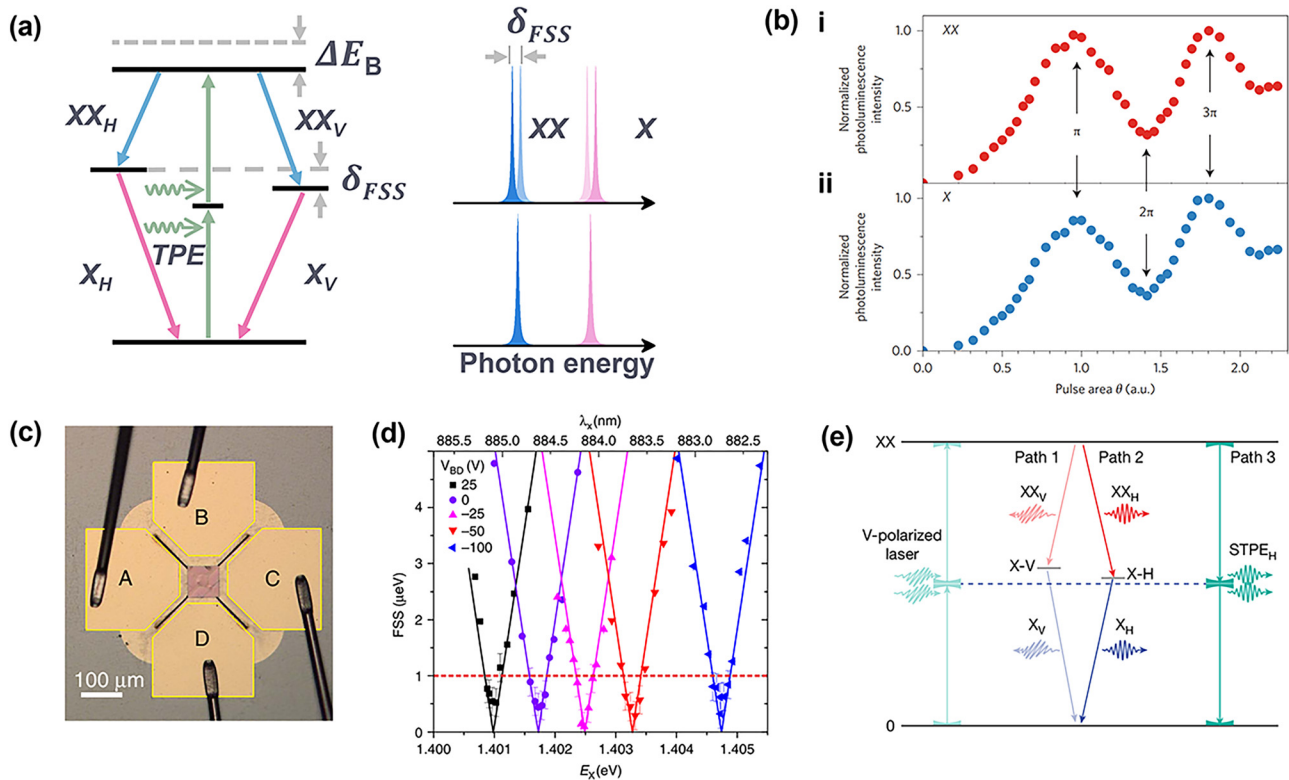 (a)
ΔE_B
XX_H
XX_V
δ_FSS
TPE
X_H
X_V
δ_FSS
XX
X
Photon energy
(b)
i
XX
1.0
0.5
Normalized
photoluminescence
intensity
π
3π
ii
X
2π
1.0
0.5
0.0
Normalized
photoluminescence
intensity
0.0 0.5 1.0 1.5 2.0
Pulse area θ (a.u.)
(c)
B
A
C
D
100 μm
(d)
λ_x(nm)
885.5 885.0 884.5 884.0 883.5 883.0 882.5
V_BD (V)
25
0
−25
−50
−100
FSS (μeV)
4
3
2
1
0
1.400 1.401 1.402 1.403 1.404 1.405
E_X(eV)
(e)
XX
Path 1
Path 2
Path 3
XX_V
XX_H
V-polarized
laser
X-V
X-H
STPE_H
X_V
X_H
0